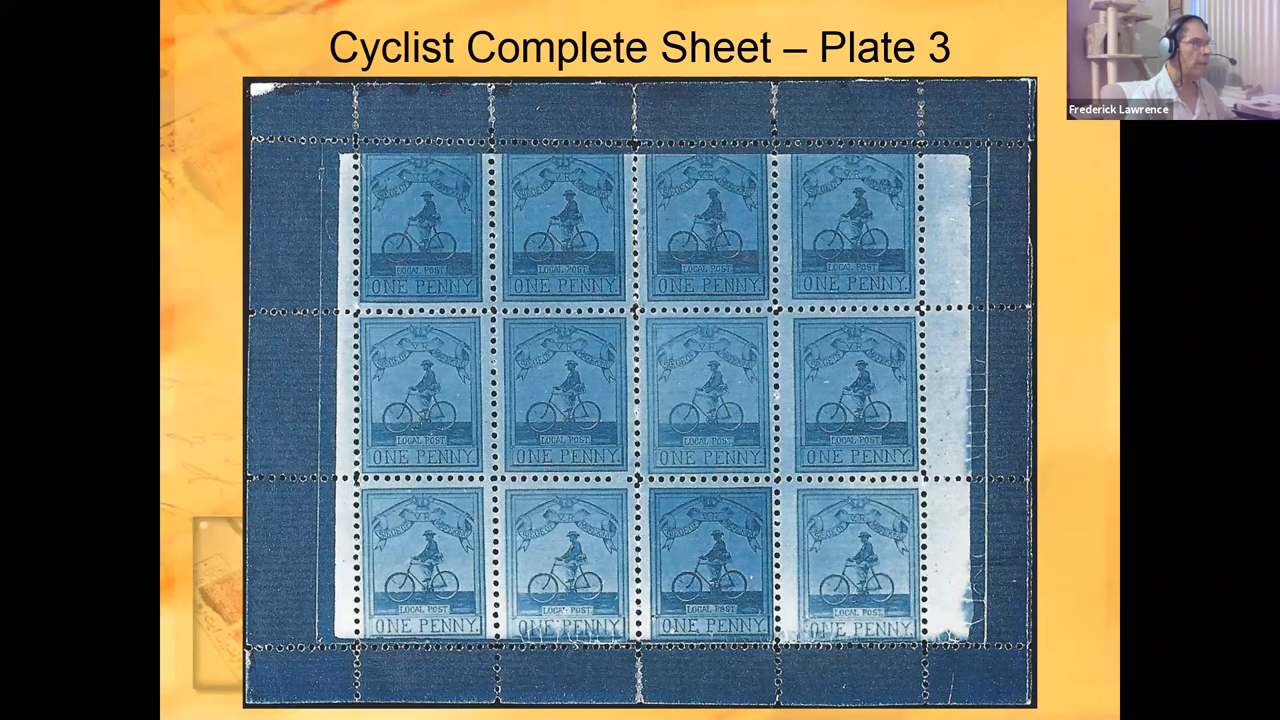 Cyclist Complete Sheet – Plate 3
Frederick Lawrence
V.R.
V.R.
V.R.
V.R.
LOCAL POST
LOCAL POST
LOCAL POST
LOCAL POST
ONE PENNY
ONE PENNY
ONE PENNY
ONE PENNY
V.R.
V.R.
V.R.
V.R.
LOCAL POST
LOCAL POST
LOCAL POST
LOCAL POST
ONE PENNY
ONE PENNY
ONE PENNY
ONE PENNY
V.R.
V.R.
V.R.
V.R.
LOCAL POST
LOCAL POST
LOCAL POST
LOCAL POST
ONE PENNY
ONE PENNY
ONE PENNY
ONE PENNY